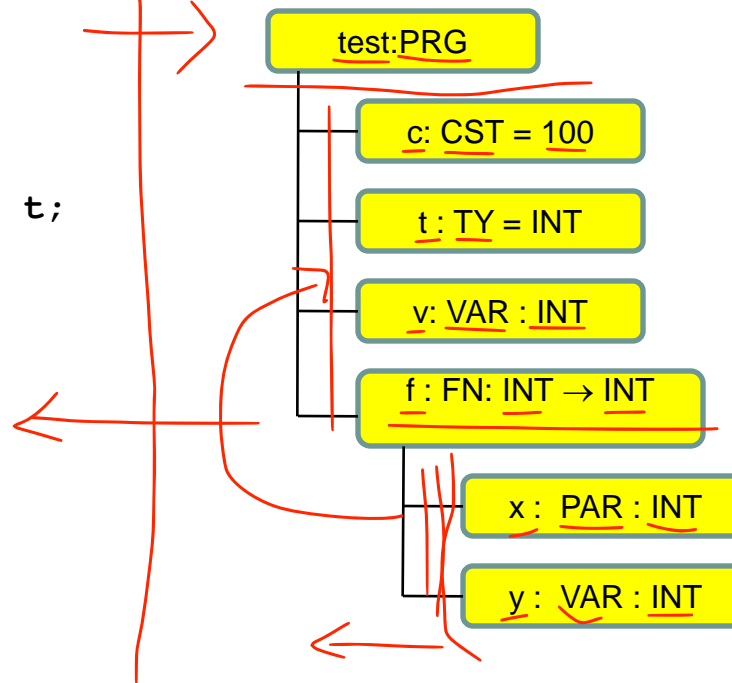 test:PRG
c: CST = 100
t;
t : TY = INT
v: VAR : INT
f : FN: INT → INT
x : PAR : INT
y : VAR : INT